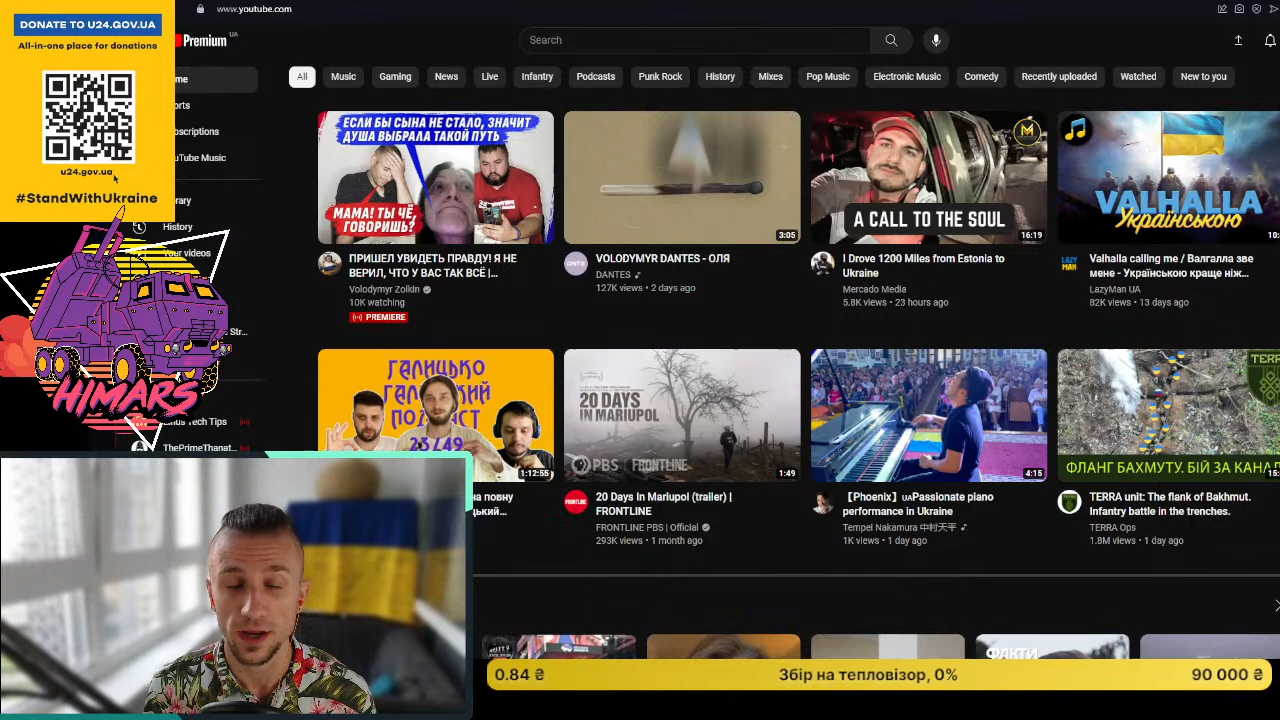 DONATE TO U24.GOV.UA
All-in-one place for donations
u24.gov.ua
#StandWithUkraine
HIMARS
www.youtube.com
Premium UA
Search
All
Music
Gaming
News
Live
Infantry
Podcasts
Punk Rock
History
Mixes
Pop Music
Electronic Music
Comedy
Recently uploaded
Watched
New to you
History
Your videos
ThePrimeThanat...
ЕСЛИ БЫ СЫНА НЕ СТАЛО, ЗНАЧИТ
ДУША ВЫБРАЛА ТАКОЙ ПУТЬ
МАМА! ТЫ ЧЁ,
ГОВОРИШЬ?
ПРИШЕЛ УВИДЕТЬ ПРАВДУ! Я НЕ
ВЕРИЛ, ЧТО У ВАС ТАК ВСЁ |...
Volodymyr Zolkin
10K watching
PREMIERE
3:05
VOLODYMYR DANTES - ОЛЯ
DANTES
127K views • 2 days ago
A CALL TO THE SOUL
16:19
I Drove 1200 Miles from Estonia to
Ukraine
Mercado Media
5.8K views • 23 hours ago
VALHALLA
Українською
LAZY
MAN
Valhalla calling me / Валгалла зве
мене - Українською краще ніж...
LazyMan UA
82K views • 13 days ago
ГАЛИЦЬКО
1:12:55
20 DAYS
IN MARIUPOL
PBS FRONTLINE
1:49
20 Days In Mariupol (trailer) |
FRONTLINE
FRONTLINE PBS | Official
293K views • 1 month ago
4:15
【Phoenix】🇺🇦Passionate piano
performance in Ukraine
Tempei Nakamura 中村天平
1K views • 1 day ago
ФЛАНГ БАХМУТУ. БІЙ ЗА КАНА
TERRA unit: The flank of Bakhmut.
Infantry battle in the trenches.
TERRA Ops
1.8M views • 1 day ago
ФАКТИ
0.84 ₴
Збір на тепловізор, 0%
90 000 ₴